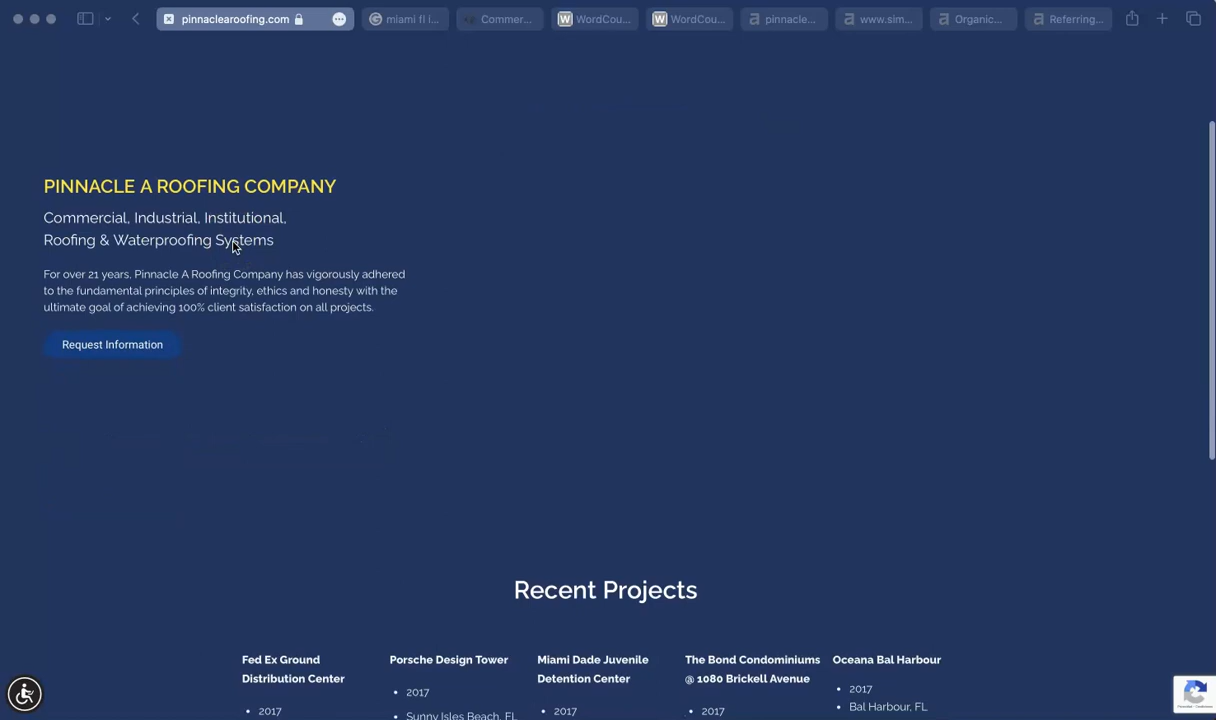 pinnaclearoofing.com
miami fl i...
Commer...
WordCou...
WordCou...
pinnacle...
www.sim...
Organic...
Referring...
PINNACLE A ROOFING COMPANY
Commercial, Industrial, Institutional,
Roofing & Waterproofing Systems
For over 21 years, Pinnacle A Roofing Company has vigorously adhered
to the fundamental principles of integrity, ethics and honesty with the
ultimate goal of achieving 100% client satisfaction on all projects.
Request Information
Recent Projects
Fed Ex Ground
Distribution Center
• 2017
Porsche Design Tower
• 2017
Sunny Isles Beach, FL
Miami Dade Juvenile
Detention Center
• 2017
The Bond Condominiums
@ 1080 Brickell Avenue
• 2017
Oceana Bal Harbour
• 2017
• Bal Harbour, FL